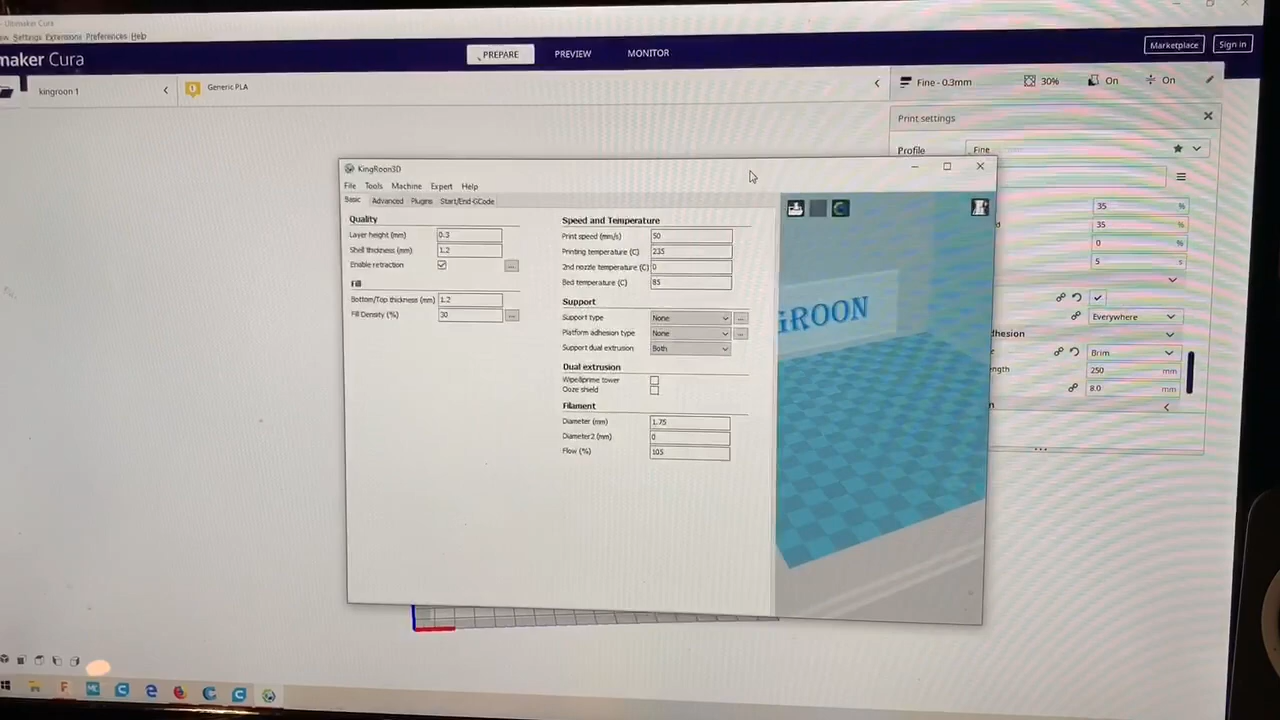 Ultimaker Cura
Settings Extensions Preferences Help
maker Cura
PREPARE PREVIEW MONITOR
Marketplace Sign in
kingroon 1
Generic PLA
Fine - 0.3mm 30% On On
Print settings
Profile Fine
KingRoon3D
File Tools Machine Expert Help
Basic Advanced Plugins Start/End-GCode
Quality
Layer height (mm) 0.3
Shell thickness (mm) 1.2
Enable retraction
Fill
Bottom/Top thickness (mm) 1.2
Fill Density (%) 30
Speed and Temperature
Print speed (mm/s) 50
Printing temperature (C) 235
2nd nozzle temperature (C) 0
Bed temperature (C) 85
Support
Support type None
Platform adhesion type None
Support dual extrusion Both
Dual extrusion
Wipe&prime tower
Ooze shield
Filament
Diameter (mm) 1.75
Diameter2 (mm) 0
Flow (%) 105
GROON
35 %
35 %
0 %
5 s
Everywhere
dhesion
Brim
ngth 250 mm
8.0 mm